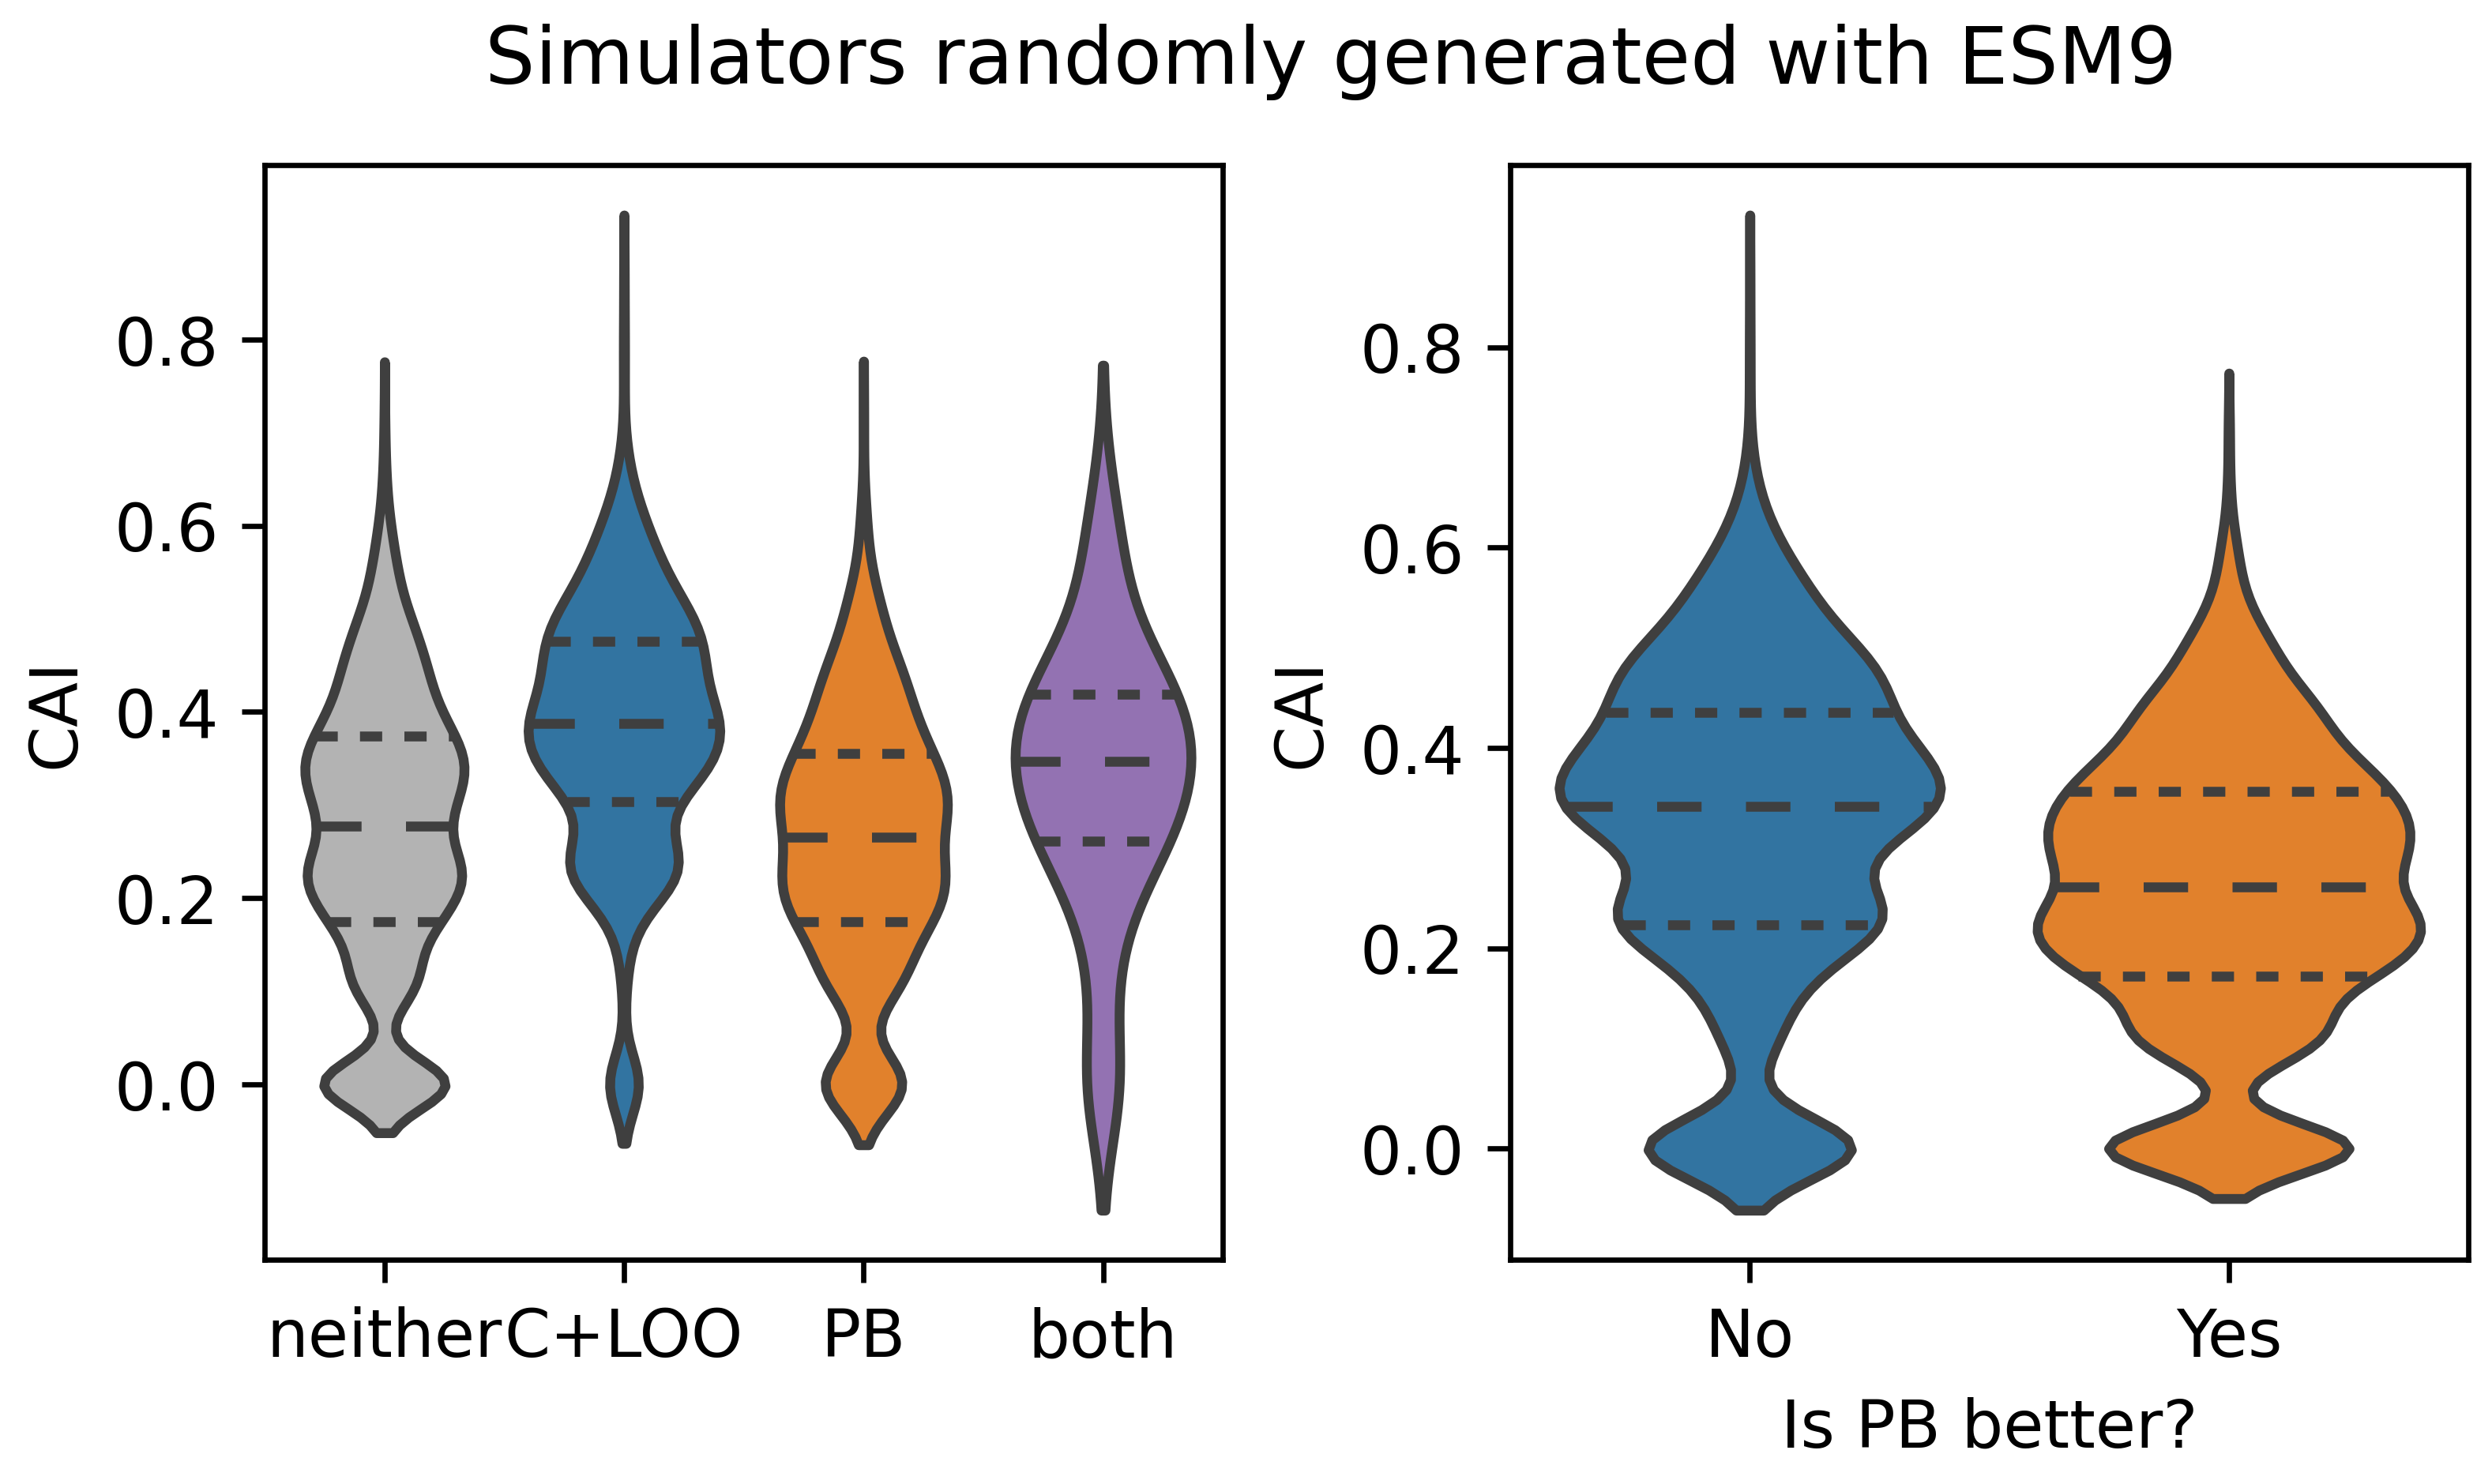 Simulators randomly generated with ESM9
CAI
0.8
0.6
0.4
0.2
0.0
neither C+LOO PB both
CAI
0.8
0.6
0.4
0.2
0.0
No Yes
Is PB better?